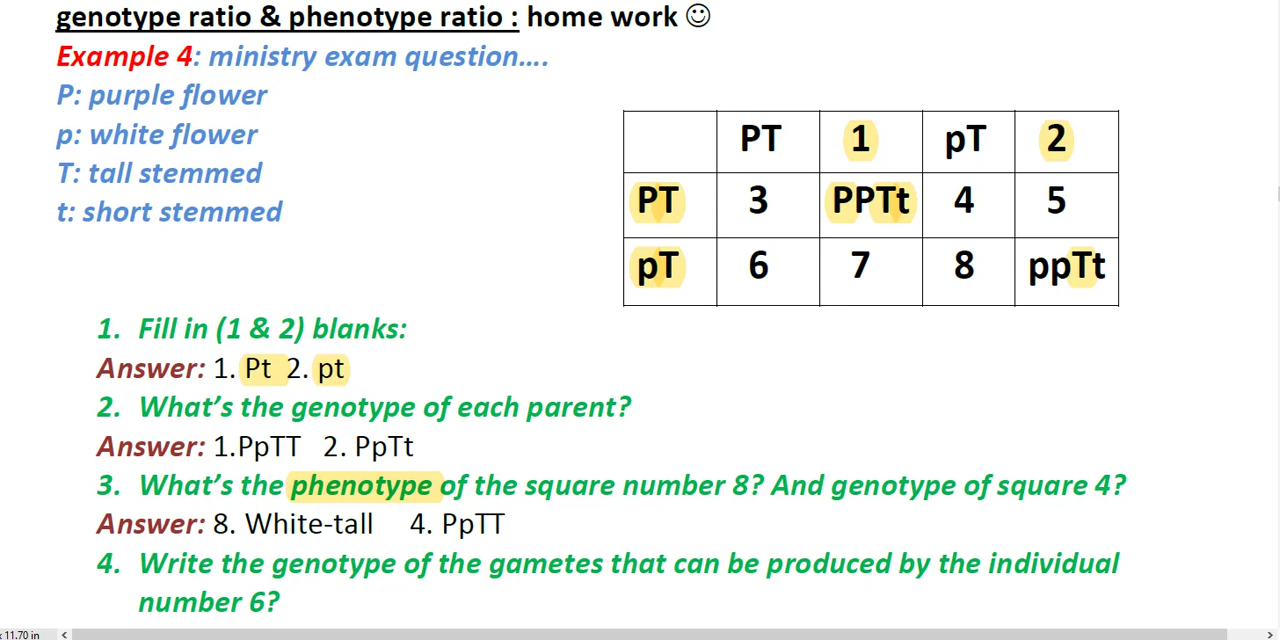 genotype ratio & phenotype ratio : home work ☺
Example 4: ministry exam question....
P: purple flower
p: white flower
T: tall stemmed
t: short stemmed
PT 1 pT 2
PT 3 PPTt 4 5
pT 6 7 8 ppTt
1. Fill in (1 & 2) blanks:
Answer: 1. Pt 2. pt
2. What's the genotype of each parent?
Answer: 1.PpTT 2. PpTt
3. What's the phenotype of the square number 8? And genotype of square 4?
Answer: 8. White-tall 4. PpTT
4. Write the genotype of the gametes that can be produced by the individual
number 6?
x 11.70 in